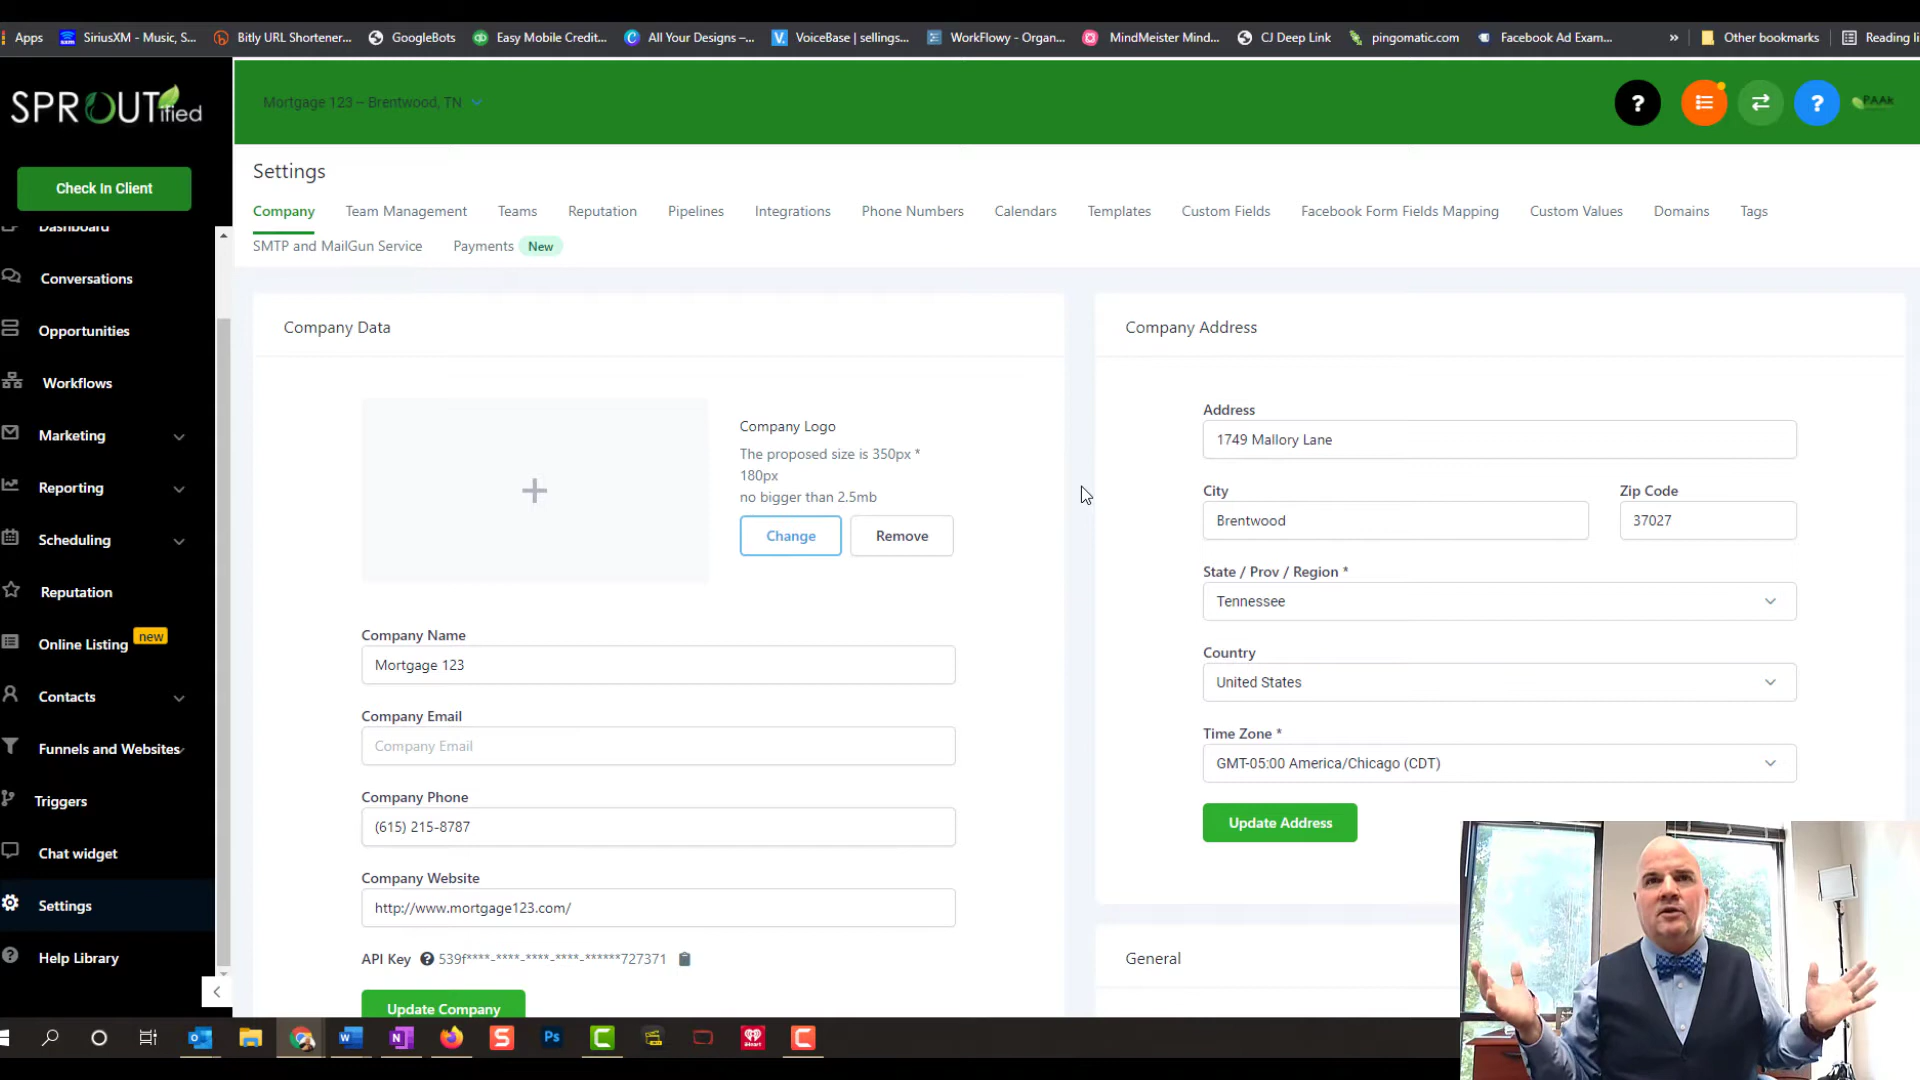 Apps
SiriusXM - Music, S...
Bitly URL Shortener...
GoogleBots
Easy Mobile Credit...
All Your Designs –...
VoiceBase | sellings...
WorkFlowy - Organ...
MindMeister Mind...
CJ Deep Link
pingomatic.com
Facebook Ad Exam...
»
Other bookmarks
Reading li
SPROUTified
Mortgage 123 – Brentwood, TN
PAAk
Check In Client
Dashboard
Conversations
Opportunities
Workflows
Marketing
Reporting
Scheduling
Reputation
Online Listing new
Contacts
Funnels and Websites
Triggers
Chat widget
Settings
Help Library
Settings
Company
Team Management
Teams
Reputation
Pipelines
Integrations
Phone Numbers
Calendars
Templates
Custom Fields
Facebook Form Fields Mapping
Custom Values
Domains
Tags
SMTP and MailGun Service
Payments New
Company Data
Company Logo
The proposed size is 350px *
180px
no bigger than 2.5mb
Change
Remove
Company Name
Mortgage 123
Company Email
Company Email
Company Phone
(615) 215-8787
Company Website
http://www.mortgage123.com/
API Key ? 539f****-****-****-****-******727371
Update Company
Company Address
Address
1749 Mallory Lane
City
Brentwood
Zip Code
37027
State / Prov / Region *
Tennessee
Country
United States
Time Zone *
GMT-05:00 America/Chicago (CDT)
Update Address
General